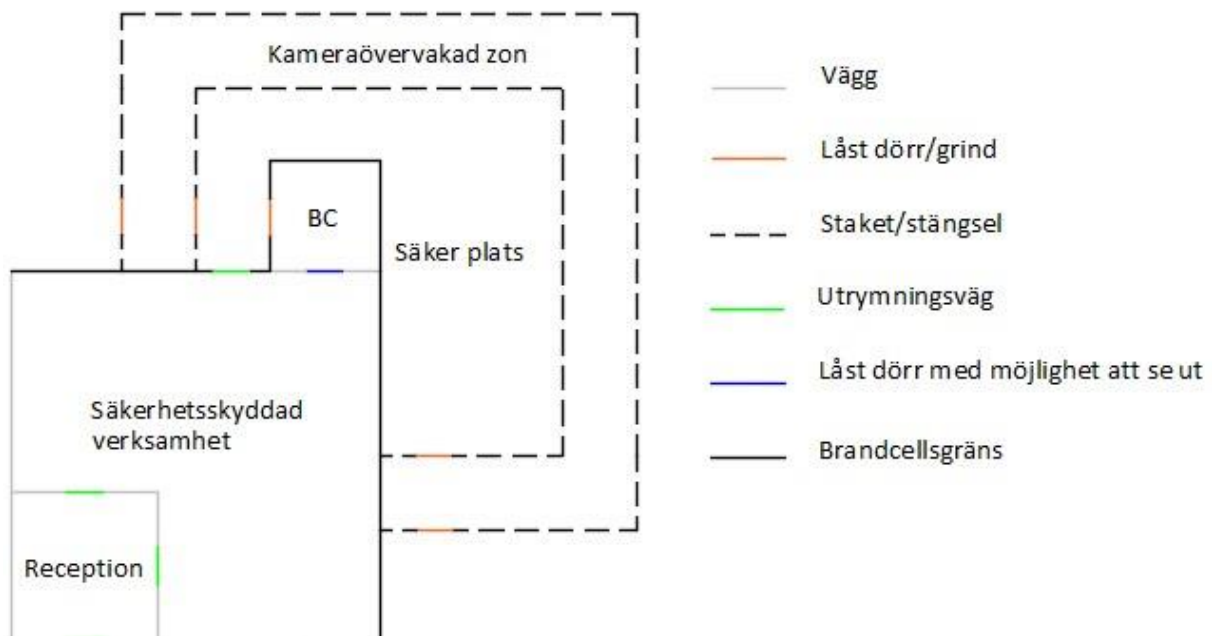 Kameraövervakad zon
BC
Säker plats
Säkerhetsskyddad
verksamhet
Reception
Vägg
Låst dörr/grind
Staket/stängsel
Utrymningsväg
Låst dörr med möjlighet att se ut
Brandcellsgräns